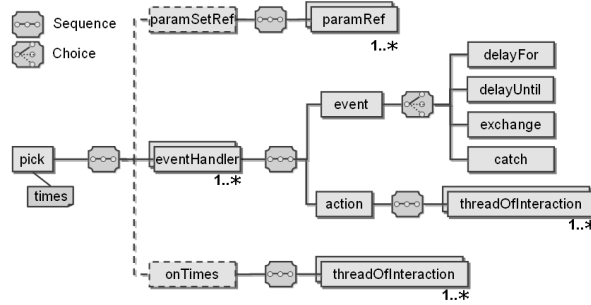 Sequence
Choice
paramSetRef
paramRef
1..*
delayFor
event
delayUntil
exchange
pick
eventHandler
catch
1..*
times
action
threadOfInteraction
1..*
onTimes
threadOfInteraction
1..*